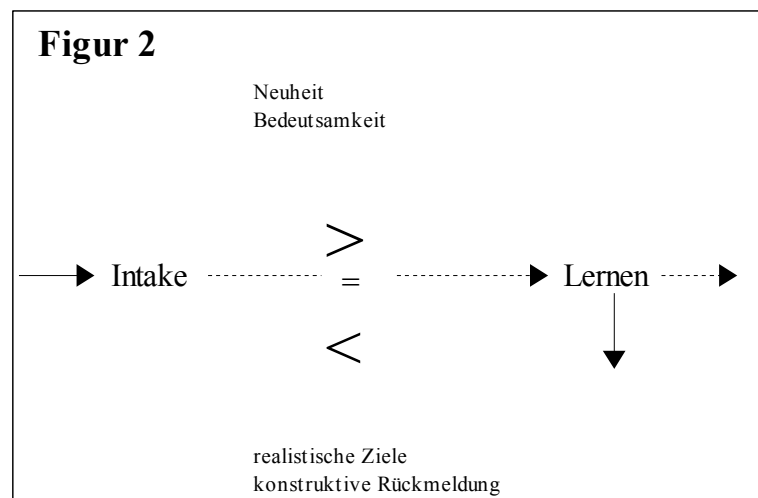 Figur 2
Neuheit
Bedeutsamkeit
>
Intake = Lernen
<
realistische Ziele
konstruktive Rückmeldung